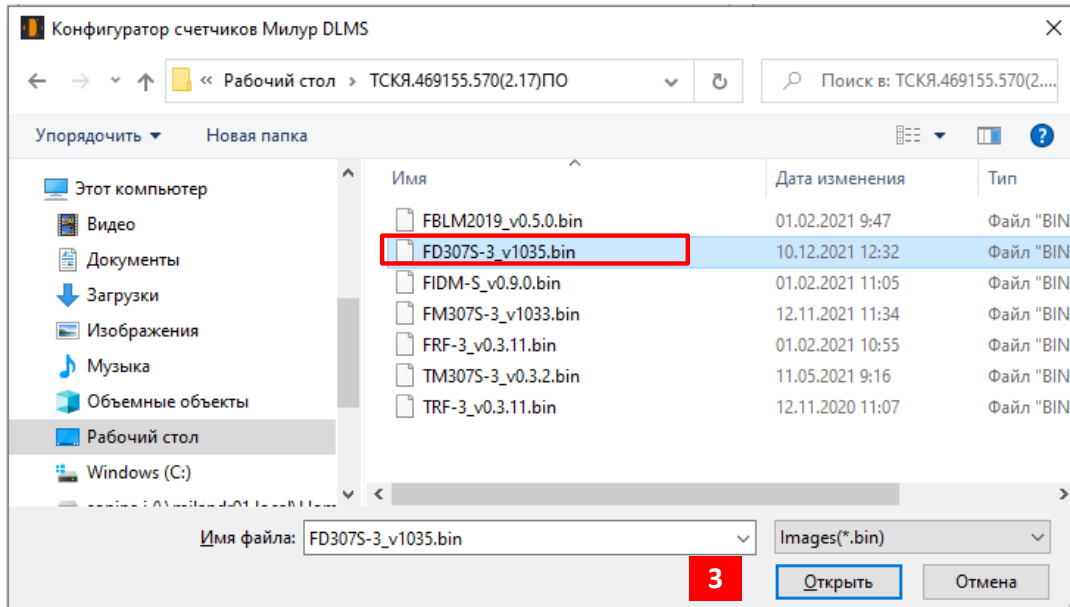 Конфигуратор счетчиков Милур DLMS
« Рабочий стол › ТСКЯ.469155.570(2.17)ПО
Поиск в: ТСКЯ.469155.570(2....
Упорядочить Новая папка
Этот компьютер
Видео
Документы
Загрузки
Изображения
Музыка
Объемные объекты
Рабочий стол
Windows (C:)
Имя Дата изменения Тип
FBLM2019_v0.5.0.bin 01.02.2021 9:47 Файл "BIN
FD307S-3_v1035.bin 10.12.2021 12:32 Файл "BIN
FIDM-S_v0.9.0.bin 01.02.2021 11:05 Файл "BIN
FM307S-3_v1033.bin 12.11.2021 11:34 Файл "BIN
FRF-3_v0.3.11.bin 01.02.2021 10:55 Файл "BIN
TM307S-3_v0.3.2.bin 11.05.2021 9:16 Файл "BIN
TRF-3_v0.3.11.bin 12.11.2020 11:07 Файл "BIN
Имя файла: FD307S-3_v1035.bin Images(*.bin)
3 Открыть Отмена